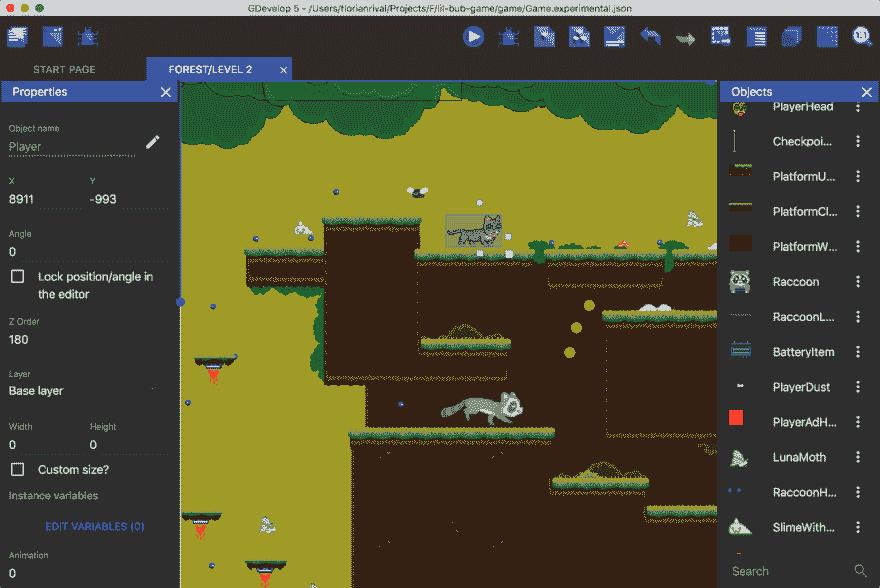 GDevelop 5 - /Users/florianrival/Projects/F/lil-bub-game/game/Game.experimental.json
1:1
START PAGE
FOREST/LEVEL 2
Properties
Object name
Player
X
Y
8911
-993
Angle
0
Lock position/angle in
the editor
Z Order
180
Layer
Base layer
Width
Height
0
0
Custom size?
Instance variables
EDIT VARIABLES (0)
Animation
0
Objects
PlayerHead
Checkpoi...
PlatformU...
PlatformCl...
PlatformW...
Raccoon
RaccoonL...
BatteryItem
PlayerDust
PlayerAdH...
LunaMoth
RaccoonH...
SlimeWith...
Search